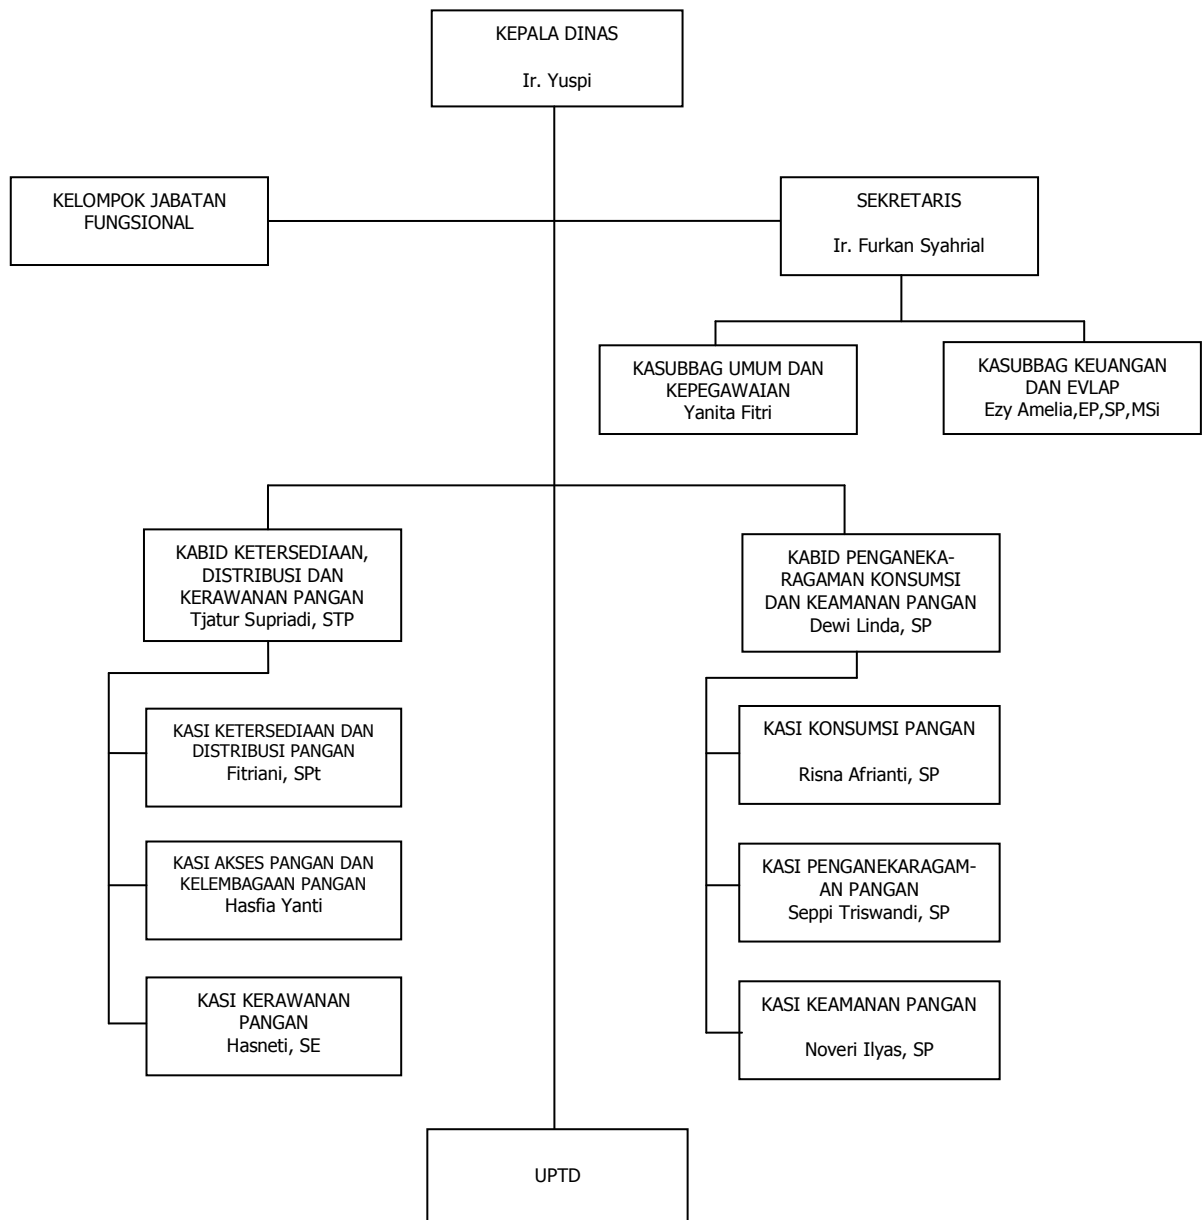 KEPALA DINAS
Ir. Yuspi
KELOMPOK JABATAN
FUNGSIONAL
SEKRETARIS
Ir. Furkan Syahrial
KASUBBAG UMUM DAN
KEPEGAWAIAN
Yanita Fitri
KASUBBAG KEUANGAN
DAN EVLAP
Ezy Amelia,EP,SP,MSi
KABID KETERSEDIAAN,
DISTRIBUSI DAN
KERAWANAN PANGAN
Tjatur Supriadi, STP
KABID PENGANEKA-
RAGAMAN KONSUMSI
DAN KEAMANAN PANGAN
Dewi Linda, SP
KASI KETERSEDIAAN DAN
DISTRIBUSI PANGAN
Fitriani, SPt
KASI KONSUMSI PANGAN
Risna Afrianti, SP
KASI AKSES PANGAN DAN
KELEMBAGAAN PANGAN
Hasfia Yanti
KASI PENGANEKARAGAM-
AN PANGAN
Seppi Triswandi, SP
KASI KERAWANAN
PANGAN
Hasneti, SE
KASI KEAMANAN PANGAN
Noveri Ilyas, SP
UPTD